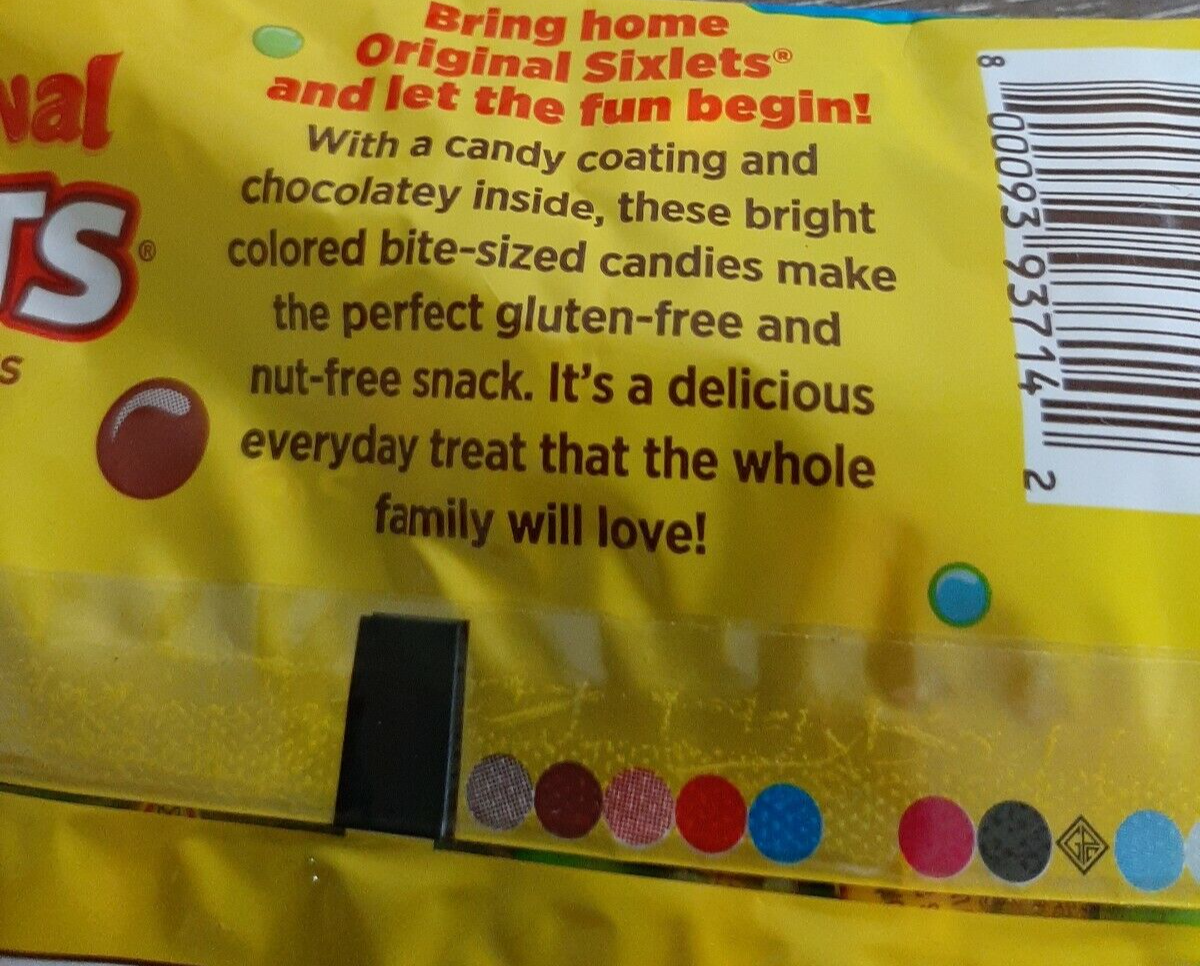 Bring home
Original Sixlets®
and let the fun begin!
With a candy coating and
chocolatey inside, these bright
colored bite-sized candies make
the perfect gluten-free and
nut-free snack. It's a delicious
everyday treat that the whole
family will love!
nal
TS®
S
8 00093 93714 2